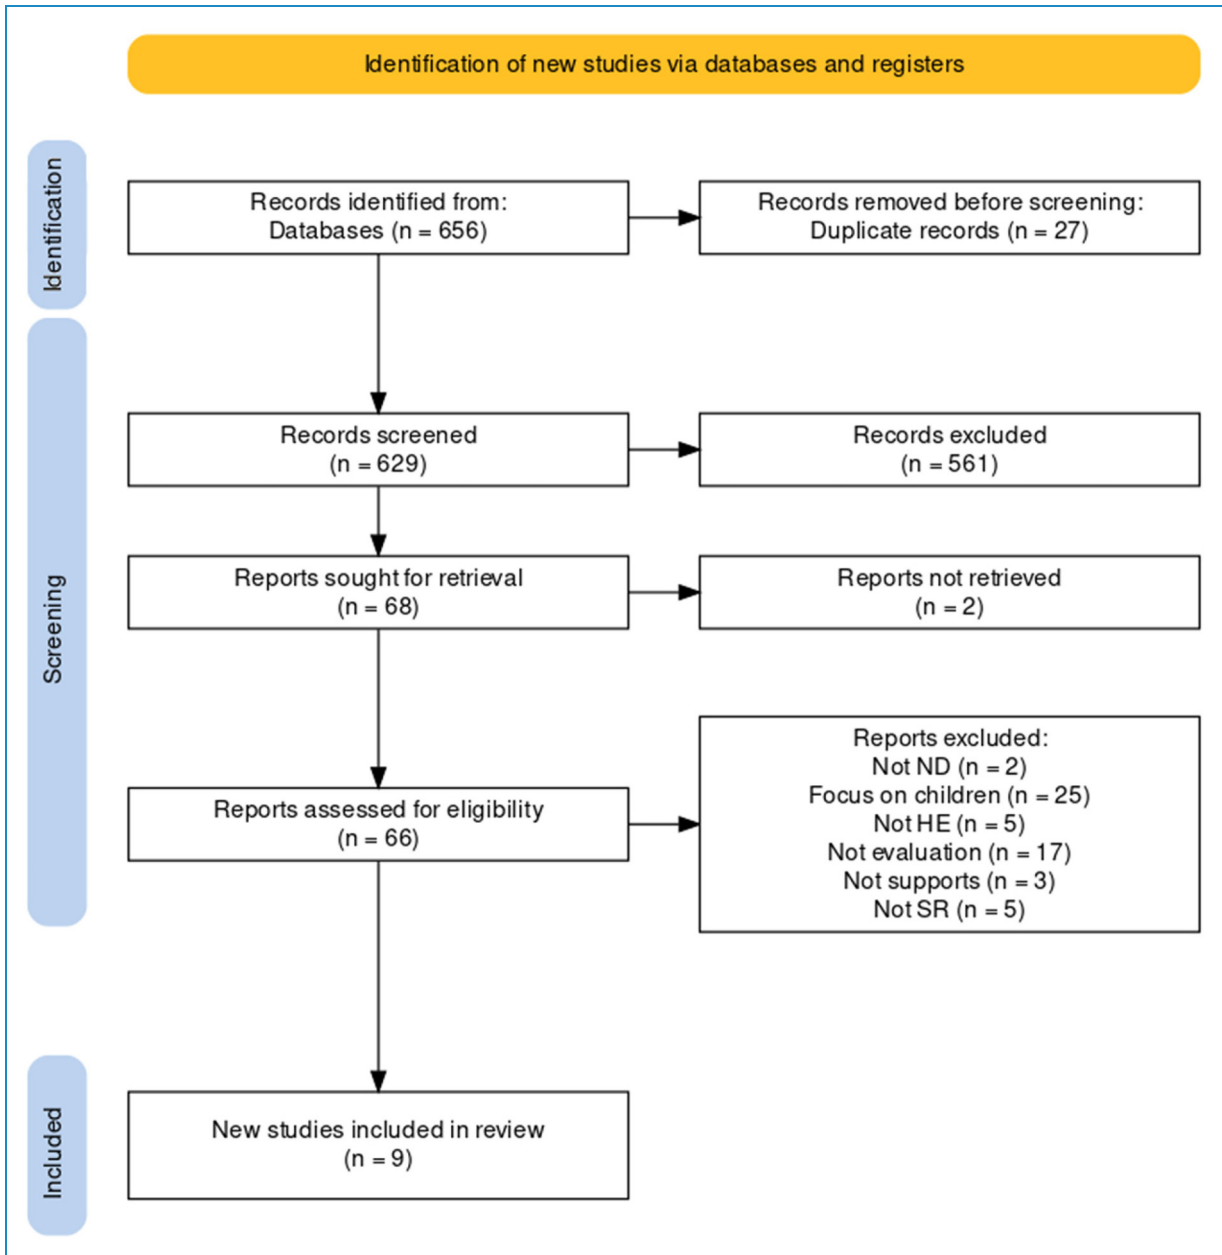 Identification of new studies via databases and registers
Identification
Records identified from:
Databases (n = 656)
Records removed before screening:
Duplicate records (n = 27)
Screening
Records screened
(n = 629)
Records excluded
(n = 561)
Reports sought for retrieval
(n = 68)
Reports not retrieved
(n = 2)
Reports assessed for eligibility
(n = 66)
Reports excluded:
Not ND (n = 2)
Focus on children (n = 25)
Not HE (n = 5)
Not evaluation (n = 17)
Not supports (n = 3)
Not SR (n = 5)
Included
New studies included in review
(n = 9)